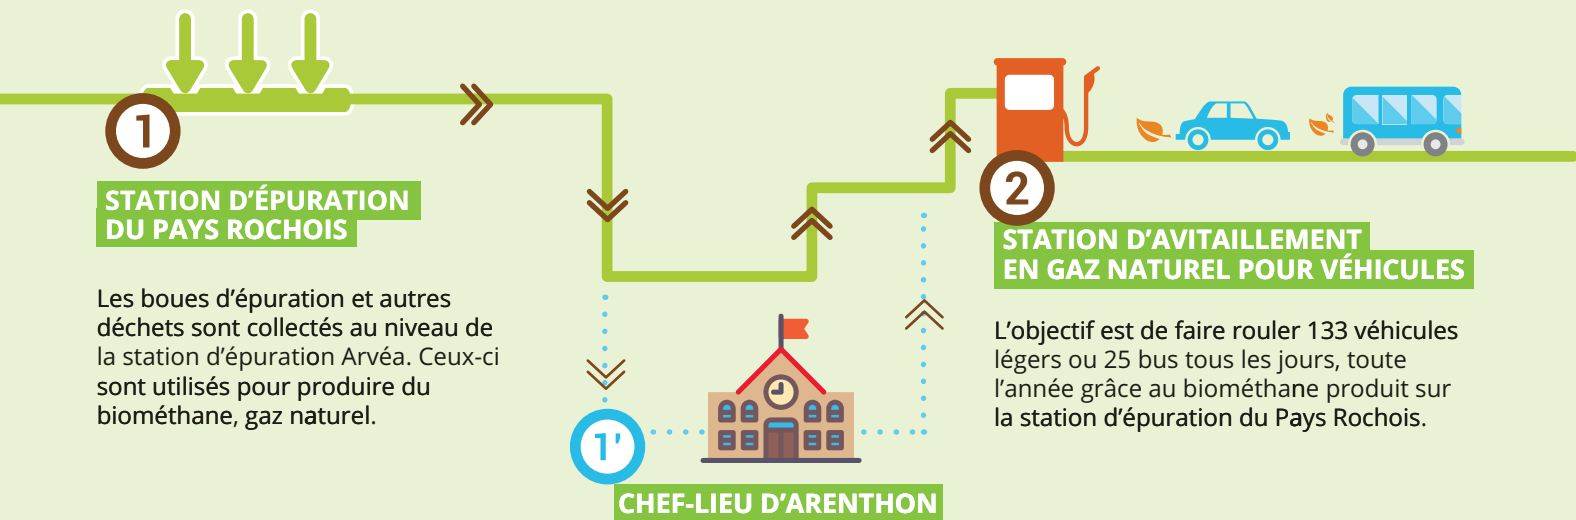 1
STATION D’ÉPURATION
DU PAYS ROCHOIS
Les boues d’épuration et autres
déchets sont collectés au niveau de
la station d’épuration Arvéa. Ceux-ci
sont utilisés pour produire du
biométhane, gaz naturel.
1’
CHEF-LIEU D’ARENTHON
2
STATION D’AVITAILLEMENT
EN GAZ NATUREL POUR VÉHICULES
L’objectif est de faire rouler 133 véhicules
légers ou 25 bus tous les jours, toute
l’année grâce au biométhane produit sur
la station d’épuration du Pays Rochois.